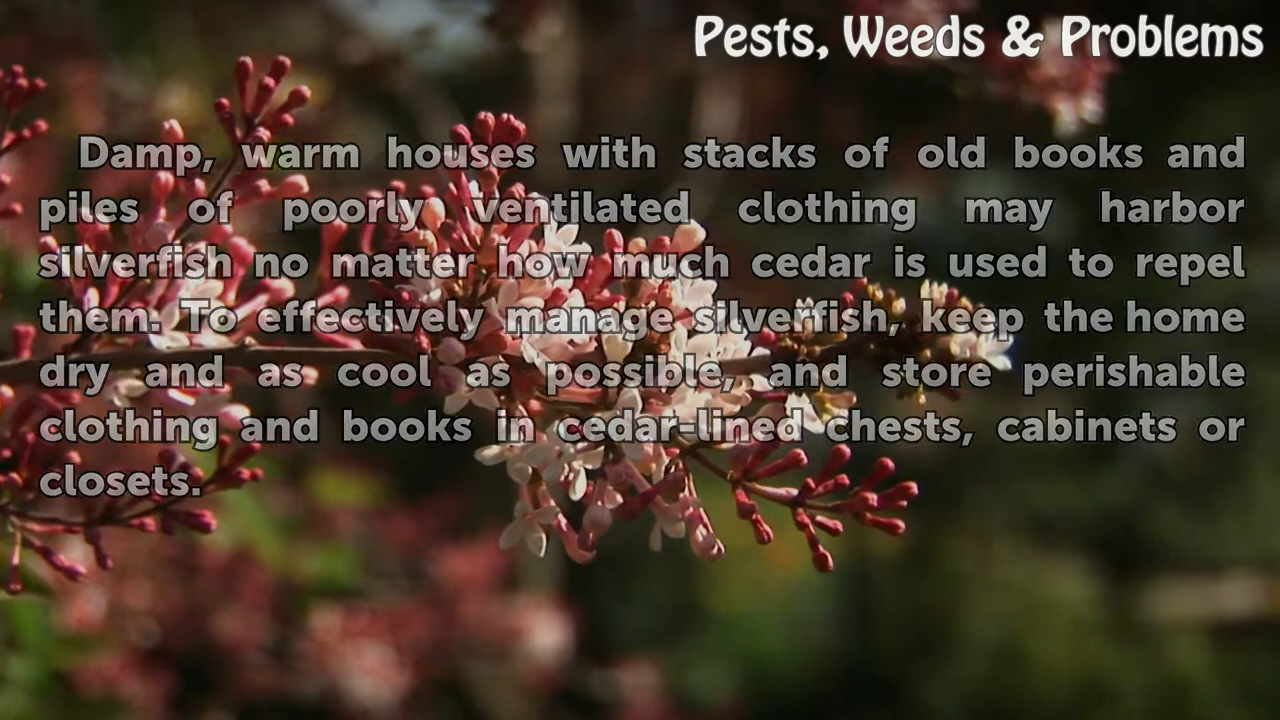 Pests, Weeds & Problems
Damp, warm houses with stacks of old books and
piles of poorly ventilated clothing may harbor
silverfish no matter how much cedar is used to repel
them. To effectively manage silverfish, keep the home
dry and as cool as possible, and store perishable
clothing and books in cedar-lined chests, cabinets or
closets.